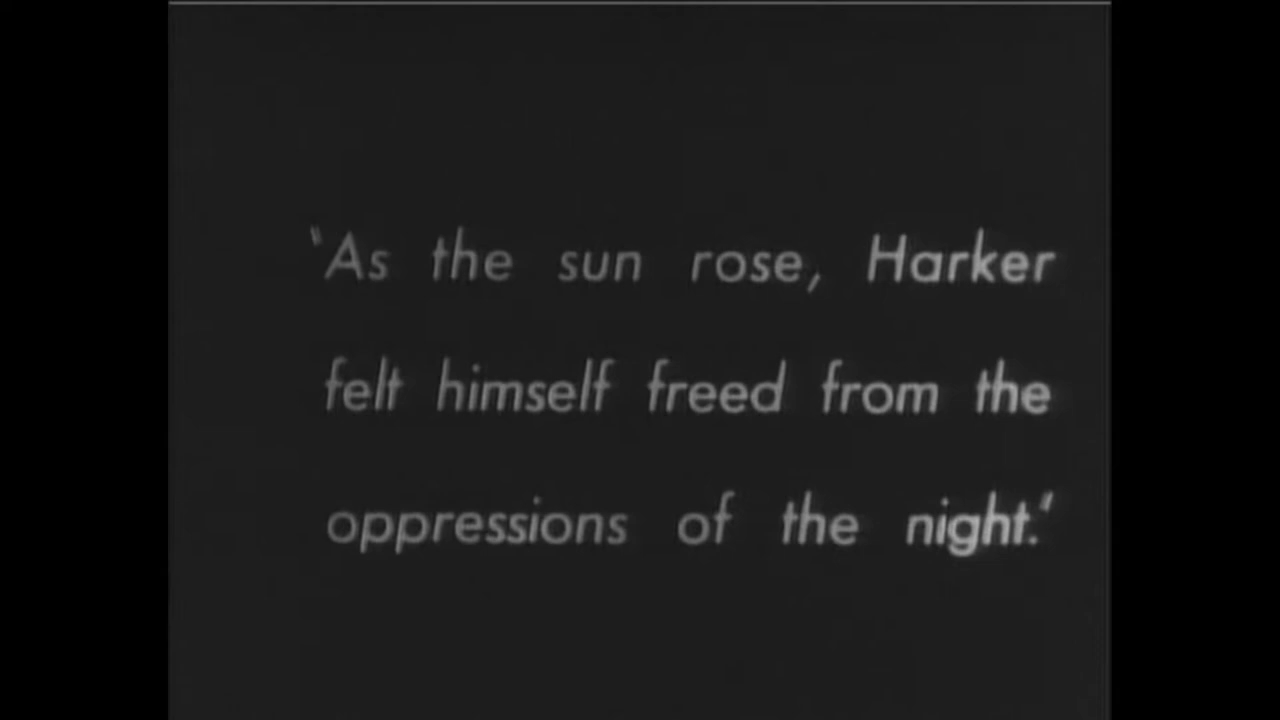 'As the sun rose, Harker
felt himself freed from the
oppressions of the night.'